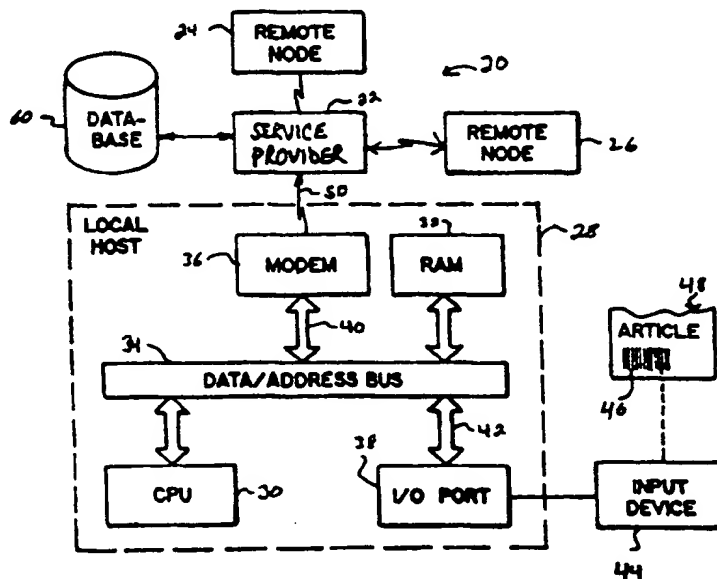 24
REMOTE
NODE
20
60
DATA-
BASE
22
SERVICE
PROVIDER
REMOTE
NODE
26
50
LOCAL
HOST
28
36
MODEM
RAM
40
48
ARTICLE
46
34
DATA/ADDRESS BUS
42
CPU
30
38
I/O PORT
INPUT
DEVICE
44